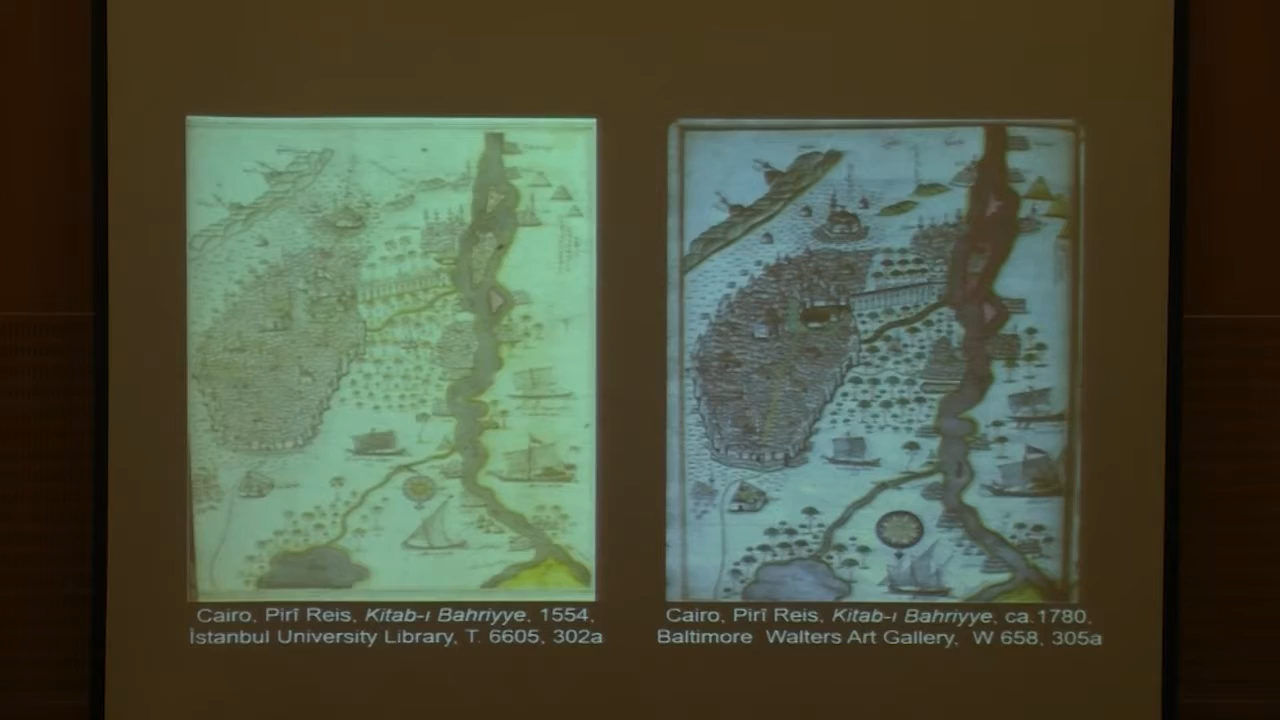 Cairo, Pirî Reis, Kitab-ı Bahriyye, 1554,
İstanbul University Library, T. 6605, 302a
Cairo, Pirî Reis, Kitab-ı Bahriyye, ca.1780,
Baltimore Walters Art Gallery, W 658, 305a